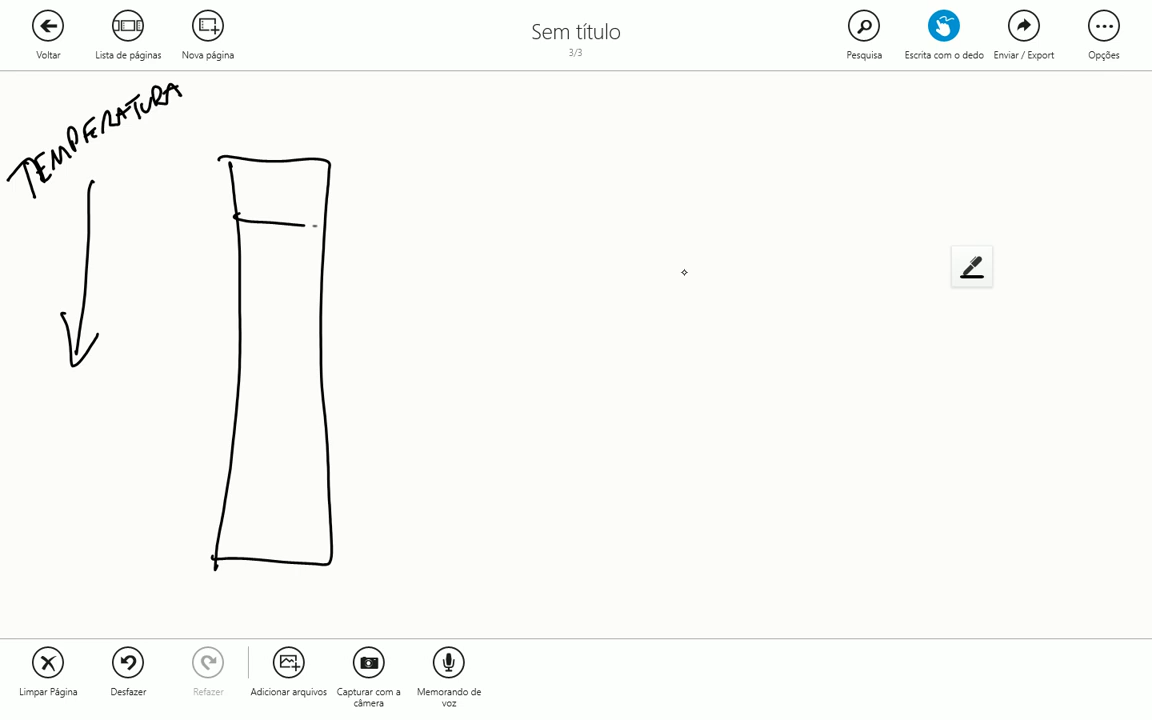 Voltar
Lista de páginas
Nova página
Sem título
3/3
Pesquisa
Escrita com o dedo
Enviar / Export
Opções
TEMPERATURA
Limpar Página
Desfazer
Refazer
Adicionar arquivos
Capturar com a
câmera
Memorando de
voz